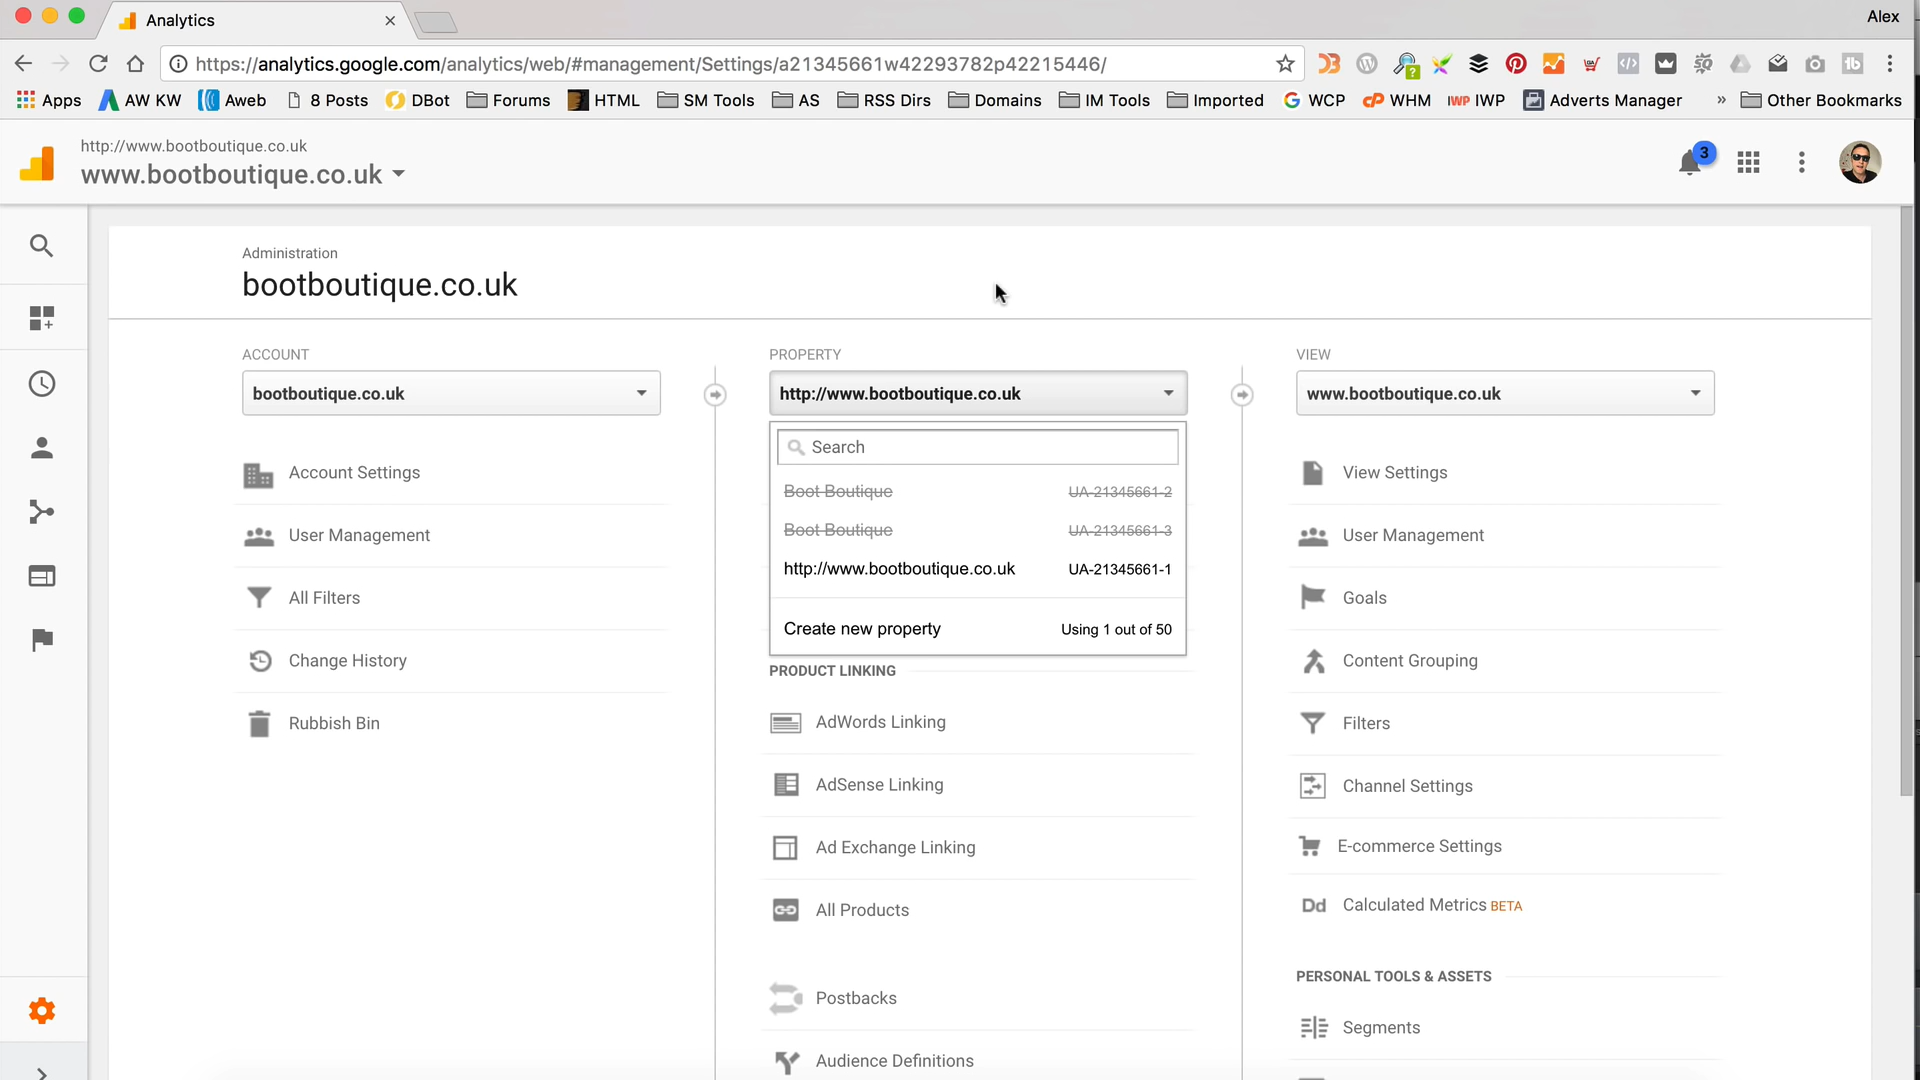 Analytics
Alex
https://analytics.google.com/analytics/web/#management/Settings/a21345661w42293782p42215446/
Apps AW KW Aweb 8 Posts DBot Forums HTML SM Tools AS RSS Dirs Domains IM Tools Imported WCP WHM IWP IWP Adverts Manager » Other Bookmarks
http://www.bootboutique.co.uk
www.bootboutique.co.uk
3
Administration
bootboutique.co.uk
ACCOUNT
bootboutique.co.uk
Account Settings
User Management
All Filters
Change History
Rubbish Bin
PROPERTY
http://www.bootboutique.co.uk
Search
Boot Boutique UA-21345661-2
Boot Boutique UA-21345661-3
http://www.bootboutique.co.uk UA-21345661-1
Create new property Using 1 out of 50
PRODUCT LINKING
AdWords Linking
AdSense Linking
Ad Exchange Linking
All Products
Postbacks
Audience Definitions
VIEW
www.bootboutique.co.uk
View Settings
User Management
Goals
Content Grouping
Filters
Channel Settings
E-commerce Settings
Dd Calculated Metrics BETA
PERSONAL TOOLS & ASSETS
Segments